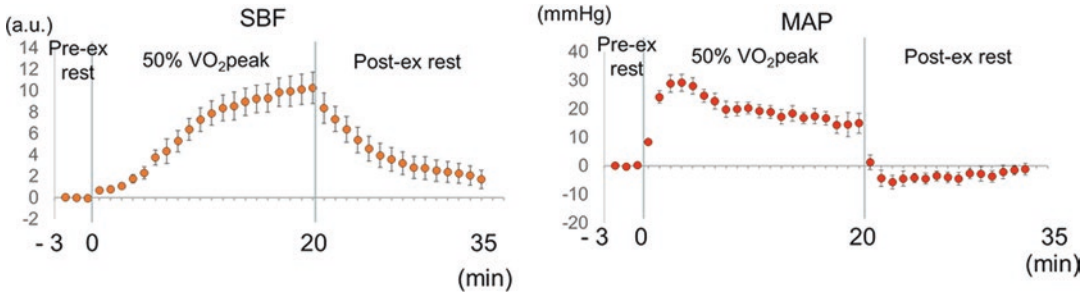 SBF
(a.u.)
14
12
10
8
6
4
2
0
-2
Pre-ex
rest
50% VO₂peak
Post-ex rest
- 3
0
20
35
(min)
MAP
(mmHg)
40
30
20
10
0
-10
-20
Pre-ex
rest
50% VO₂peak
Post-ex rest
- 3
0
20
35
(min)